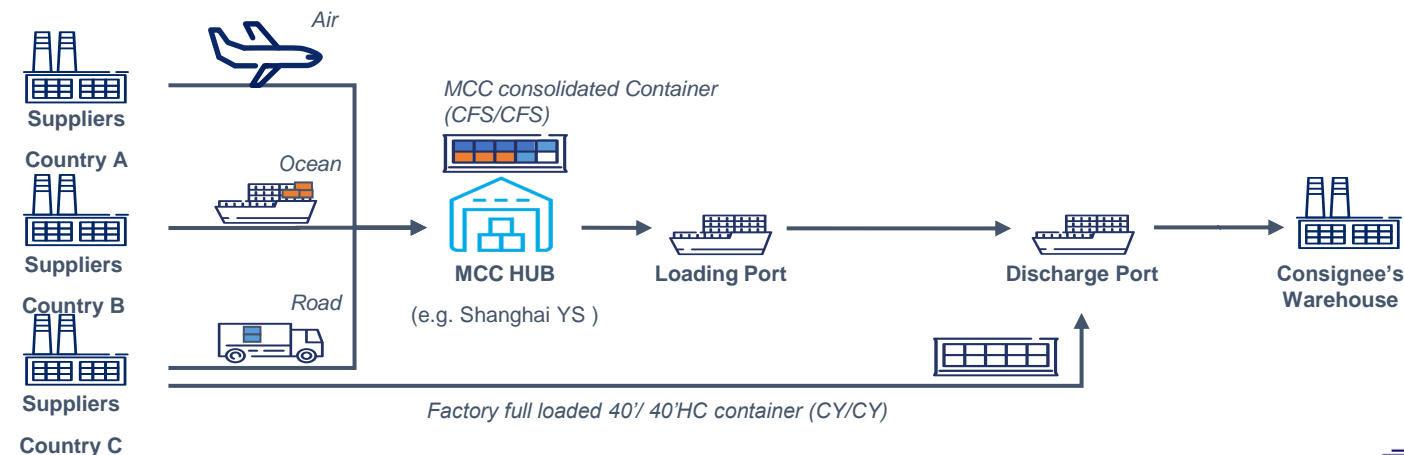 Air
Suppliers
Country A
Ocean
Suppliers
Country B
Road
Suppliers
Country C
MCC consolidated Container
(CFS/CFS)
MCC HUB
(e.g. Shanghai YS )
Loading Port
Discharge Port
Consignee's
Warehouse
Factory full loaded 40'/ 40'HC container (CY/CY)